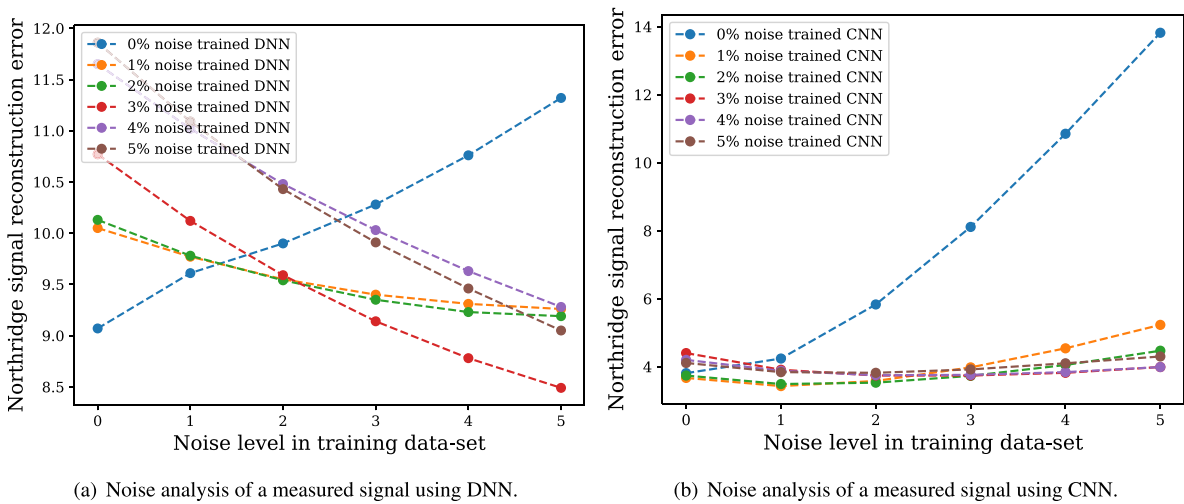 Northridge signal reconstruction error
12.0
11.5
11.0
10.5
10.0
9.5
9.0
8.5
0% noise trained DNN
1% noise trained DNN
2% noise trained DNN
3% noise trained DNN
4% noise trained DNN
5% noise trained DNN
0 1 2 3 4 5
Noise level in training data-set
(a) Noise analysis of a measured signal using DNN.
Northridge signal reconstruction error
14
12
10
8
6
4
0% noise trained CNN
1% noise trained CNN
2% noise trained CNN
3% noise trained CNN
4% noise trained CNN
5% noise trained CNN
0 1 2 3 4 5
Noise level in training data-set
(b) Noise analysis of a measured signal using CNN.